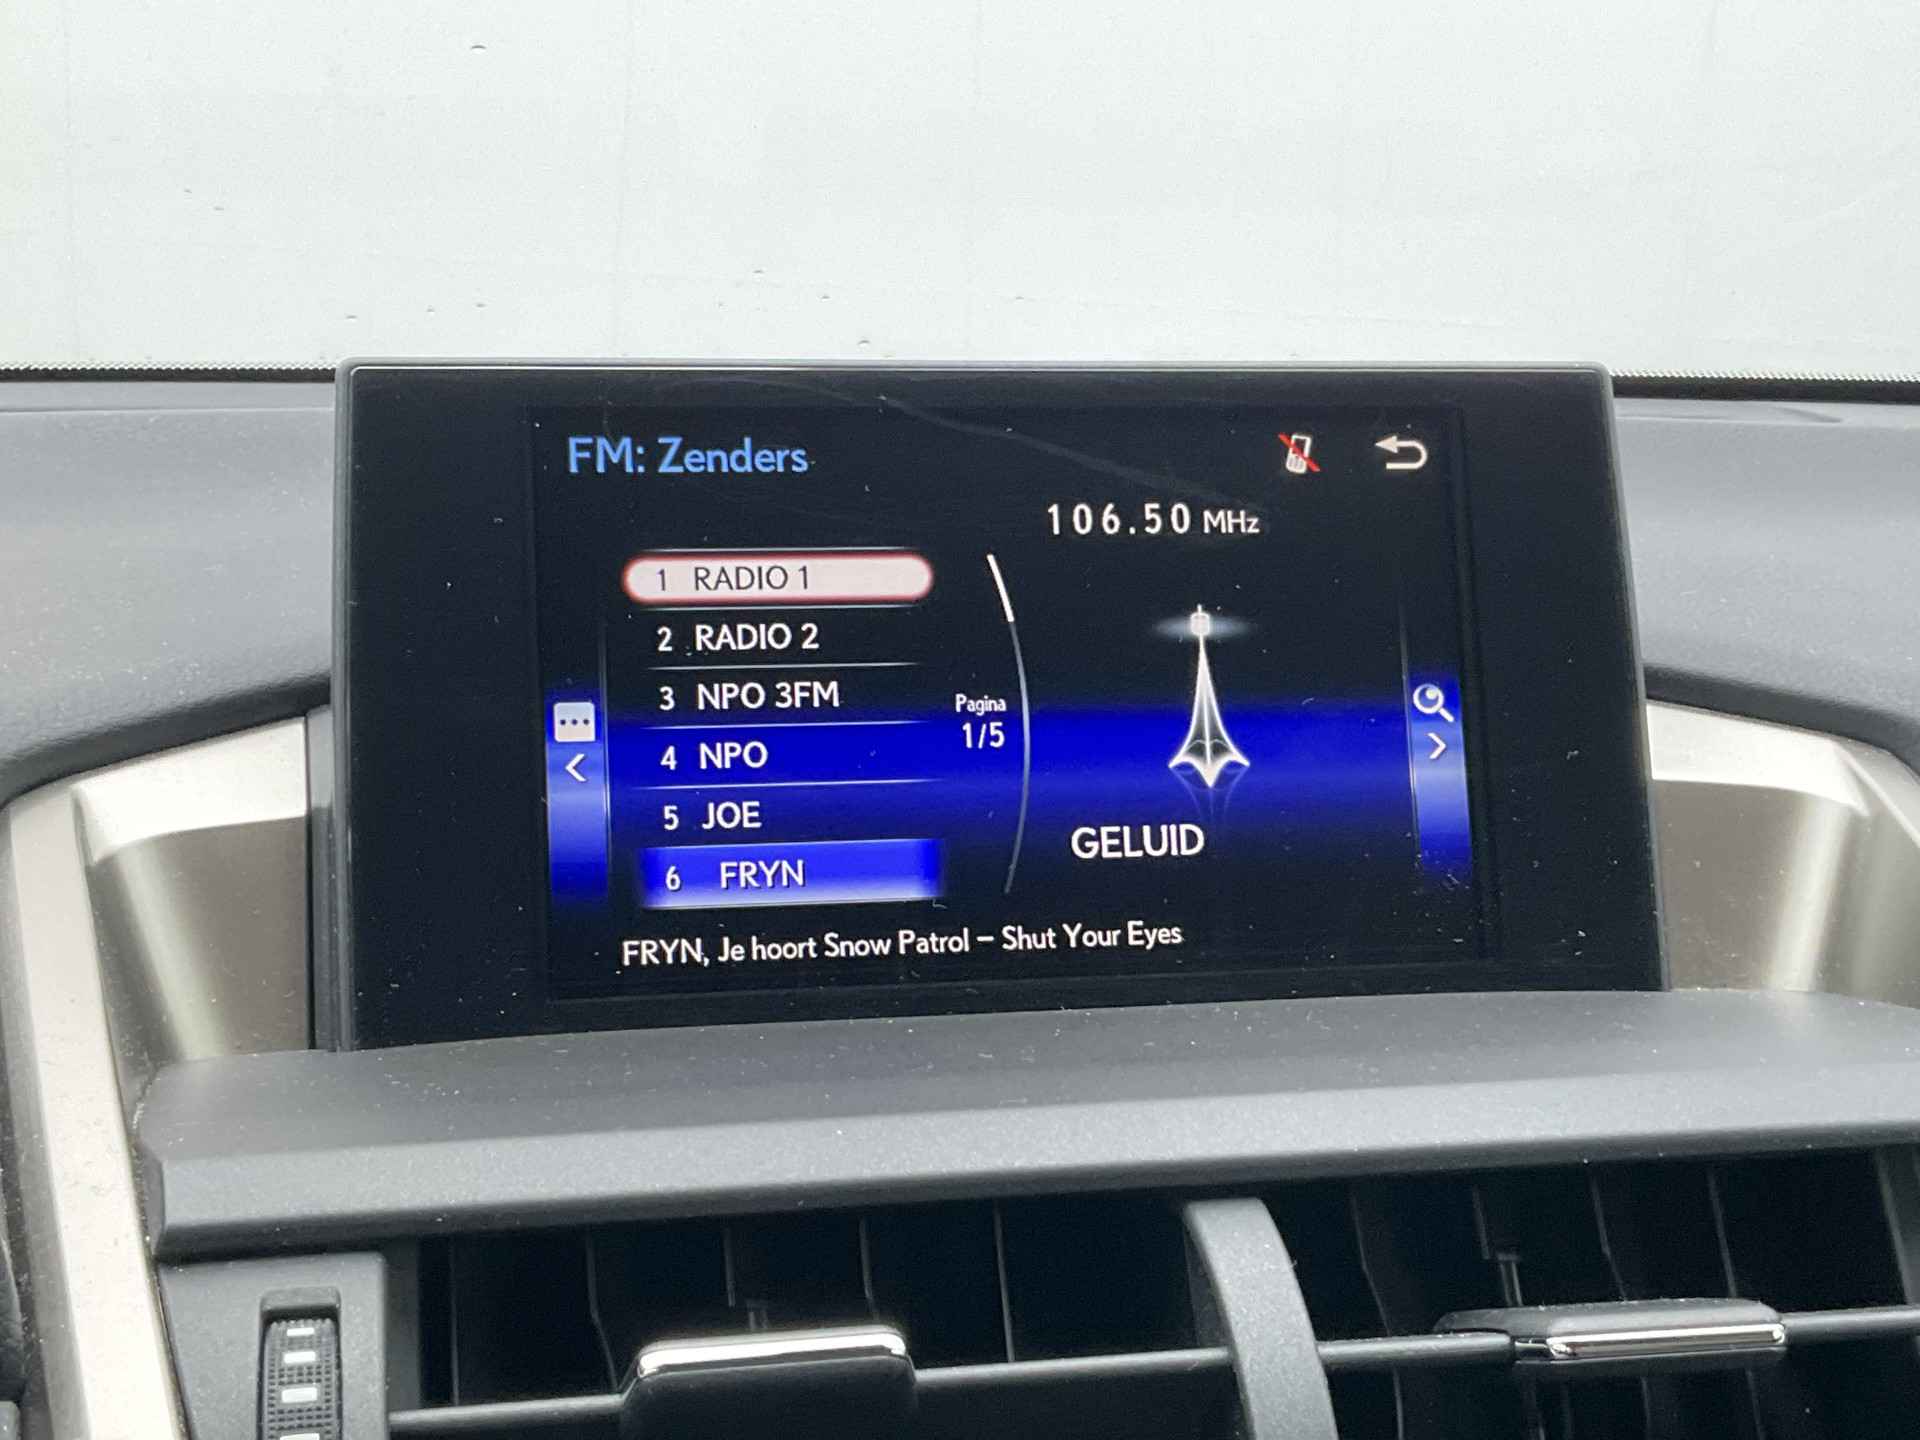 FM: Zenders
106.50 MHz
1 RADIO 1
2 RADIO 2
3 NPO 3FM
4 NPO
5 JOE
6 FRYN
Pagina
1/5
GELUID
FRYN, Je hoort Snow Patrol – Shut Your Eyes